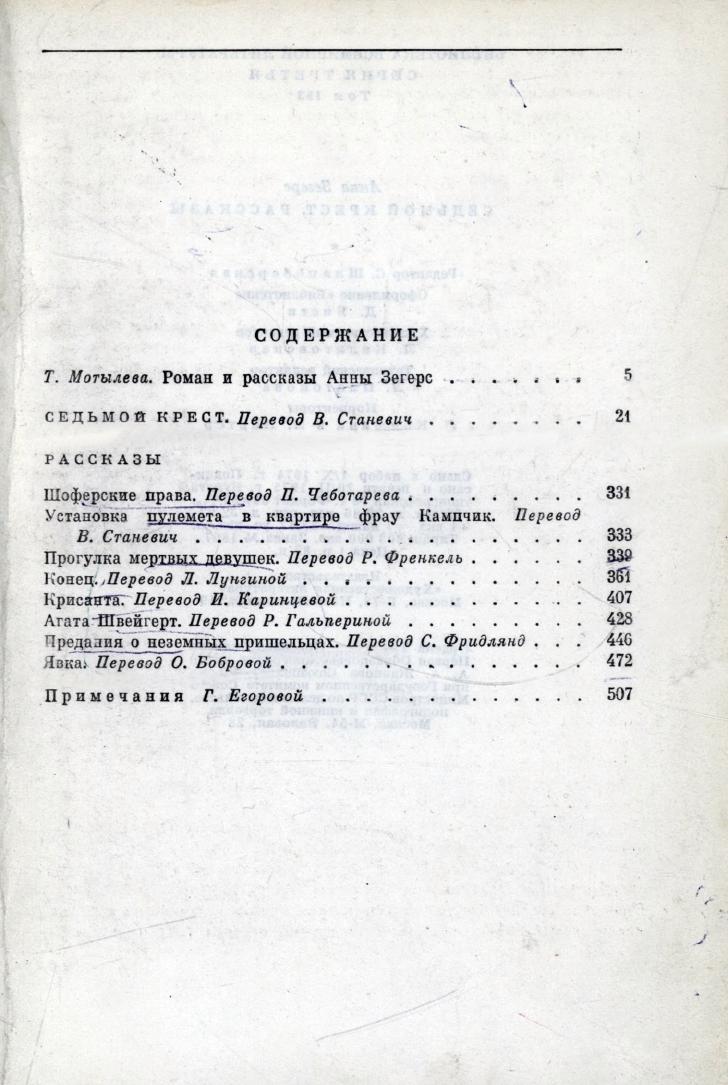 СОДЕРЖАНИЕ
Т. Мотылева. Роман и рассказы Анны Зегерс . . . . . . . 5
СЕДЬМОЙ КРЕСТ. Перевод В. Станевич . . . . . . . . 21
РАССКАЗЫ
Шоферские права. Перевод П. Чеботарева . . . . . . . . . 331
Установка пулемета в квартире фрау Кампчик. Перевод
В. Станевич . . . . . . . . . . . . . . 333
Прогулка мертвых девушек. Перевод Р. Френкель . . . . . . 339
Конец. Перевод Л. Лунгиной . . . . . . . . . . . . . . 361
Крисанта. Перевод И. Каринцевой . . . . . . . . . . . . 407
Агата Швейгерт. Перевод Р. Гальпериной . . . . . . . . . 428
Предания о неземных пришельцах. Перевод С. Фридлянд . . . 446
Явка. Перевод О. Бобровой . . . . . . . . . . . . . . . 472
Примечания Г. Егоровой . . . . . . . . . . . . . 507